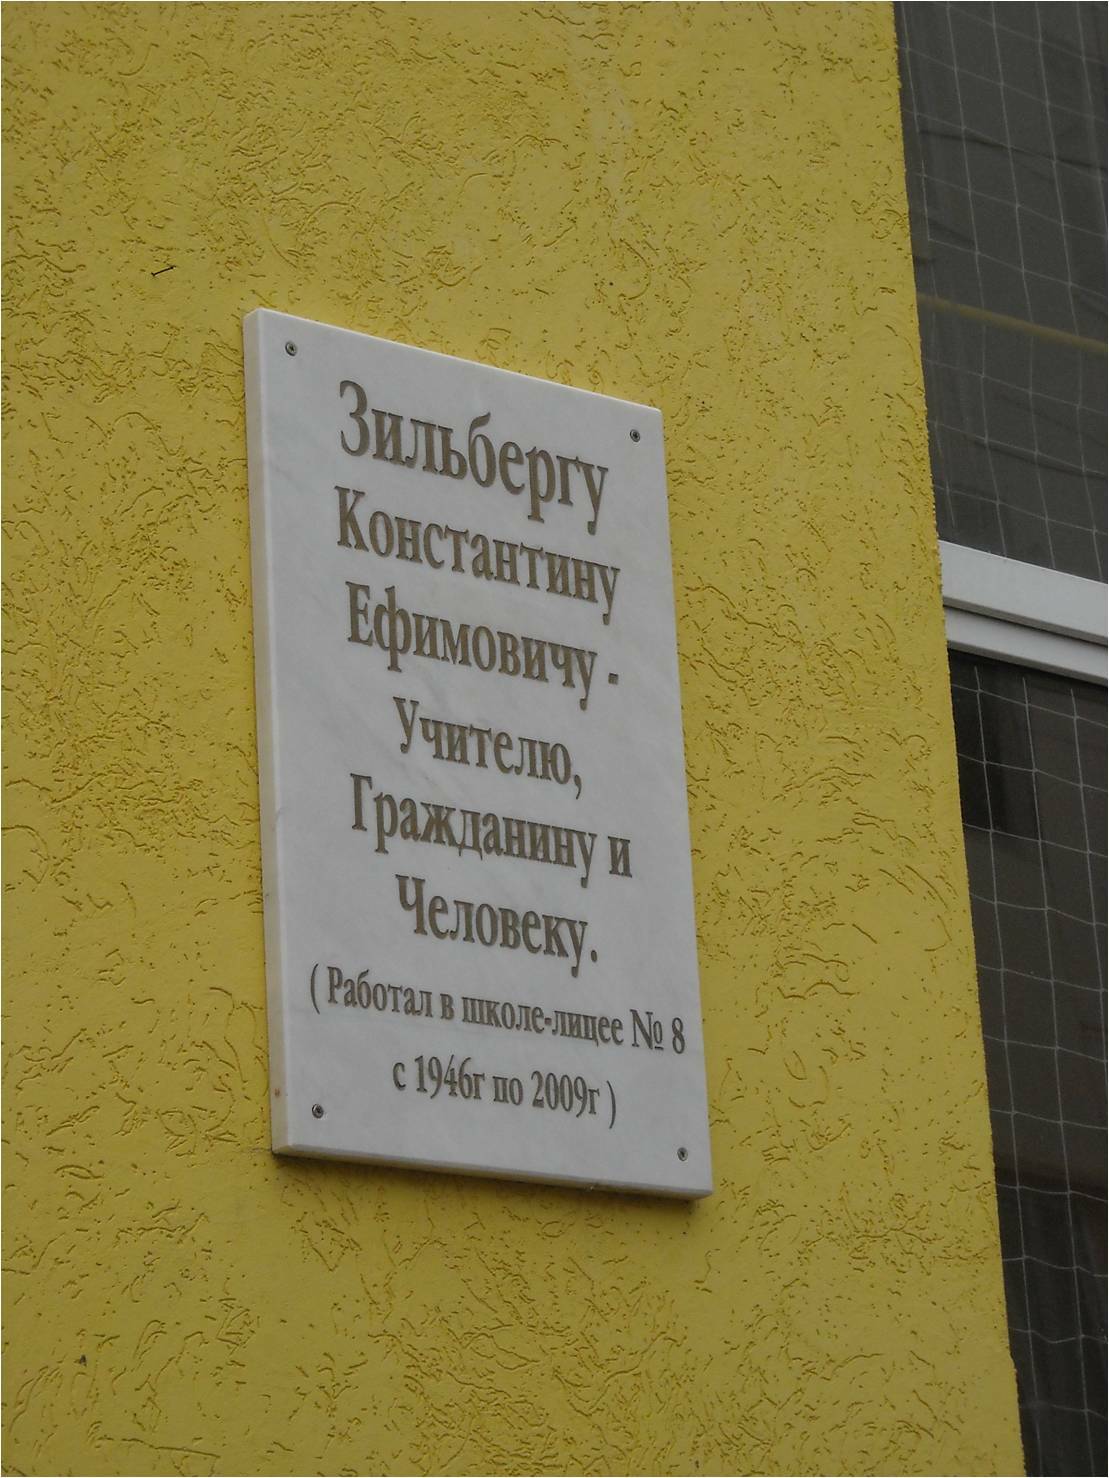 Зильбергу
Константину
Ефимовичу -
Учителю,
Гражданину и
Человеку.
( Работал в школе-лицее № 8
с 1946г по 2009г )